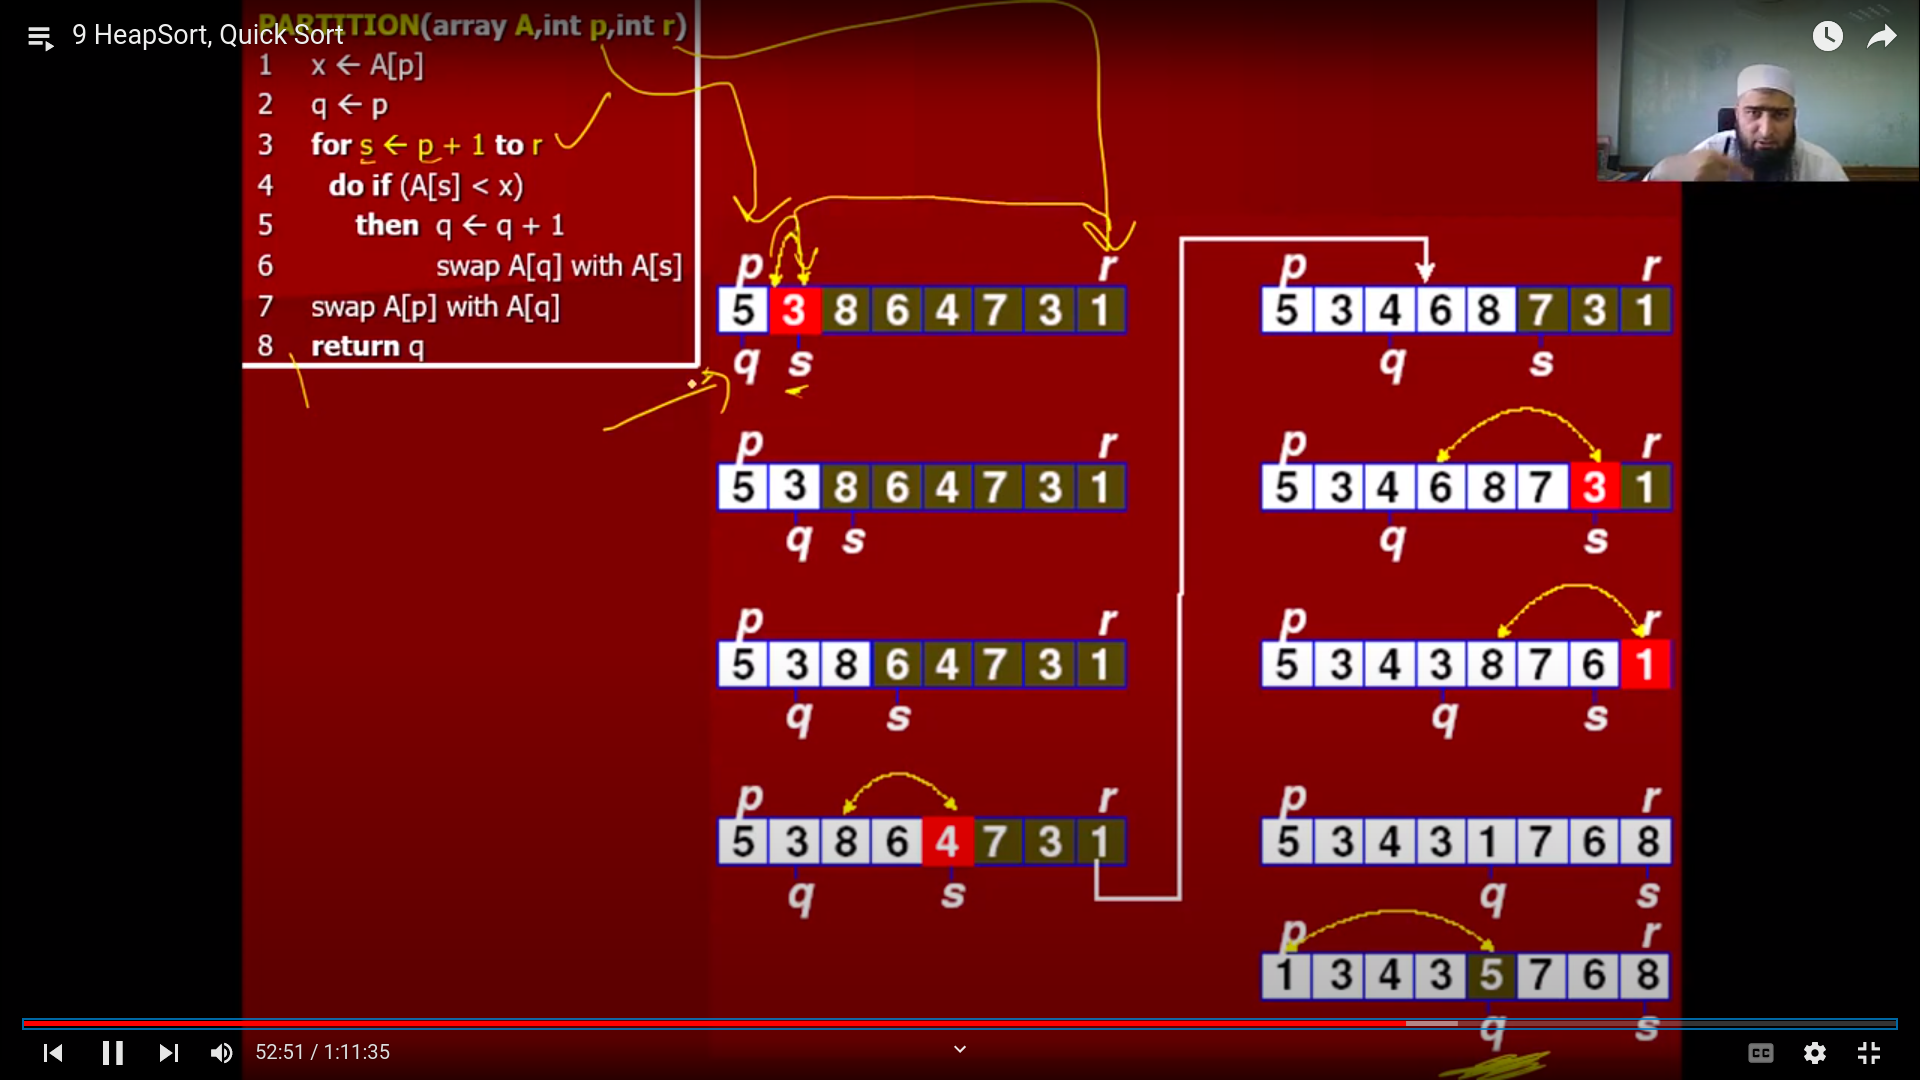 9 HeapSort, Quick Sort
PARTITION(array A,int p,int r)
1 x ← A[p]
2 q ← p
3 for s ← p + 1 to r
4 do if (A[s] < x)
5 then q ← q + 1
6 swap A[q] with A[s]
7 swap A[p] with A[q]
8 return q
p r
5 3 8 6 4 7 3 1
q s
p r
5 3 8 6 4 7 3 1
q s
p r
5 3 8 6 4 7 3 1
q s
p r
5 3 8 6 4 7 3 1
q s
p r
5 3 4 6 8 7 3 1
q s
p r
5 3 4 6 8 7 3 1
q s
p r
5 3 4 3 8 7 6 1
q s
p r
5 3 4 3 1 7 6 8
q s
p r
1 3 4 3 5 7 6 8
q s
52:51 / 1:11:35
CC